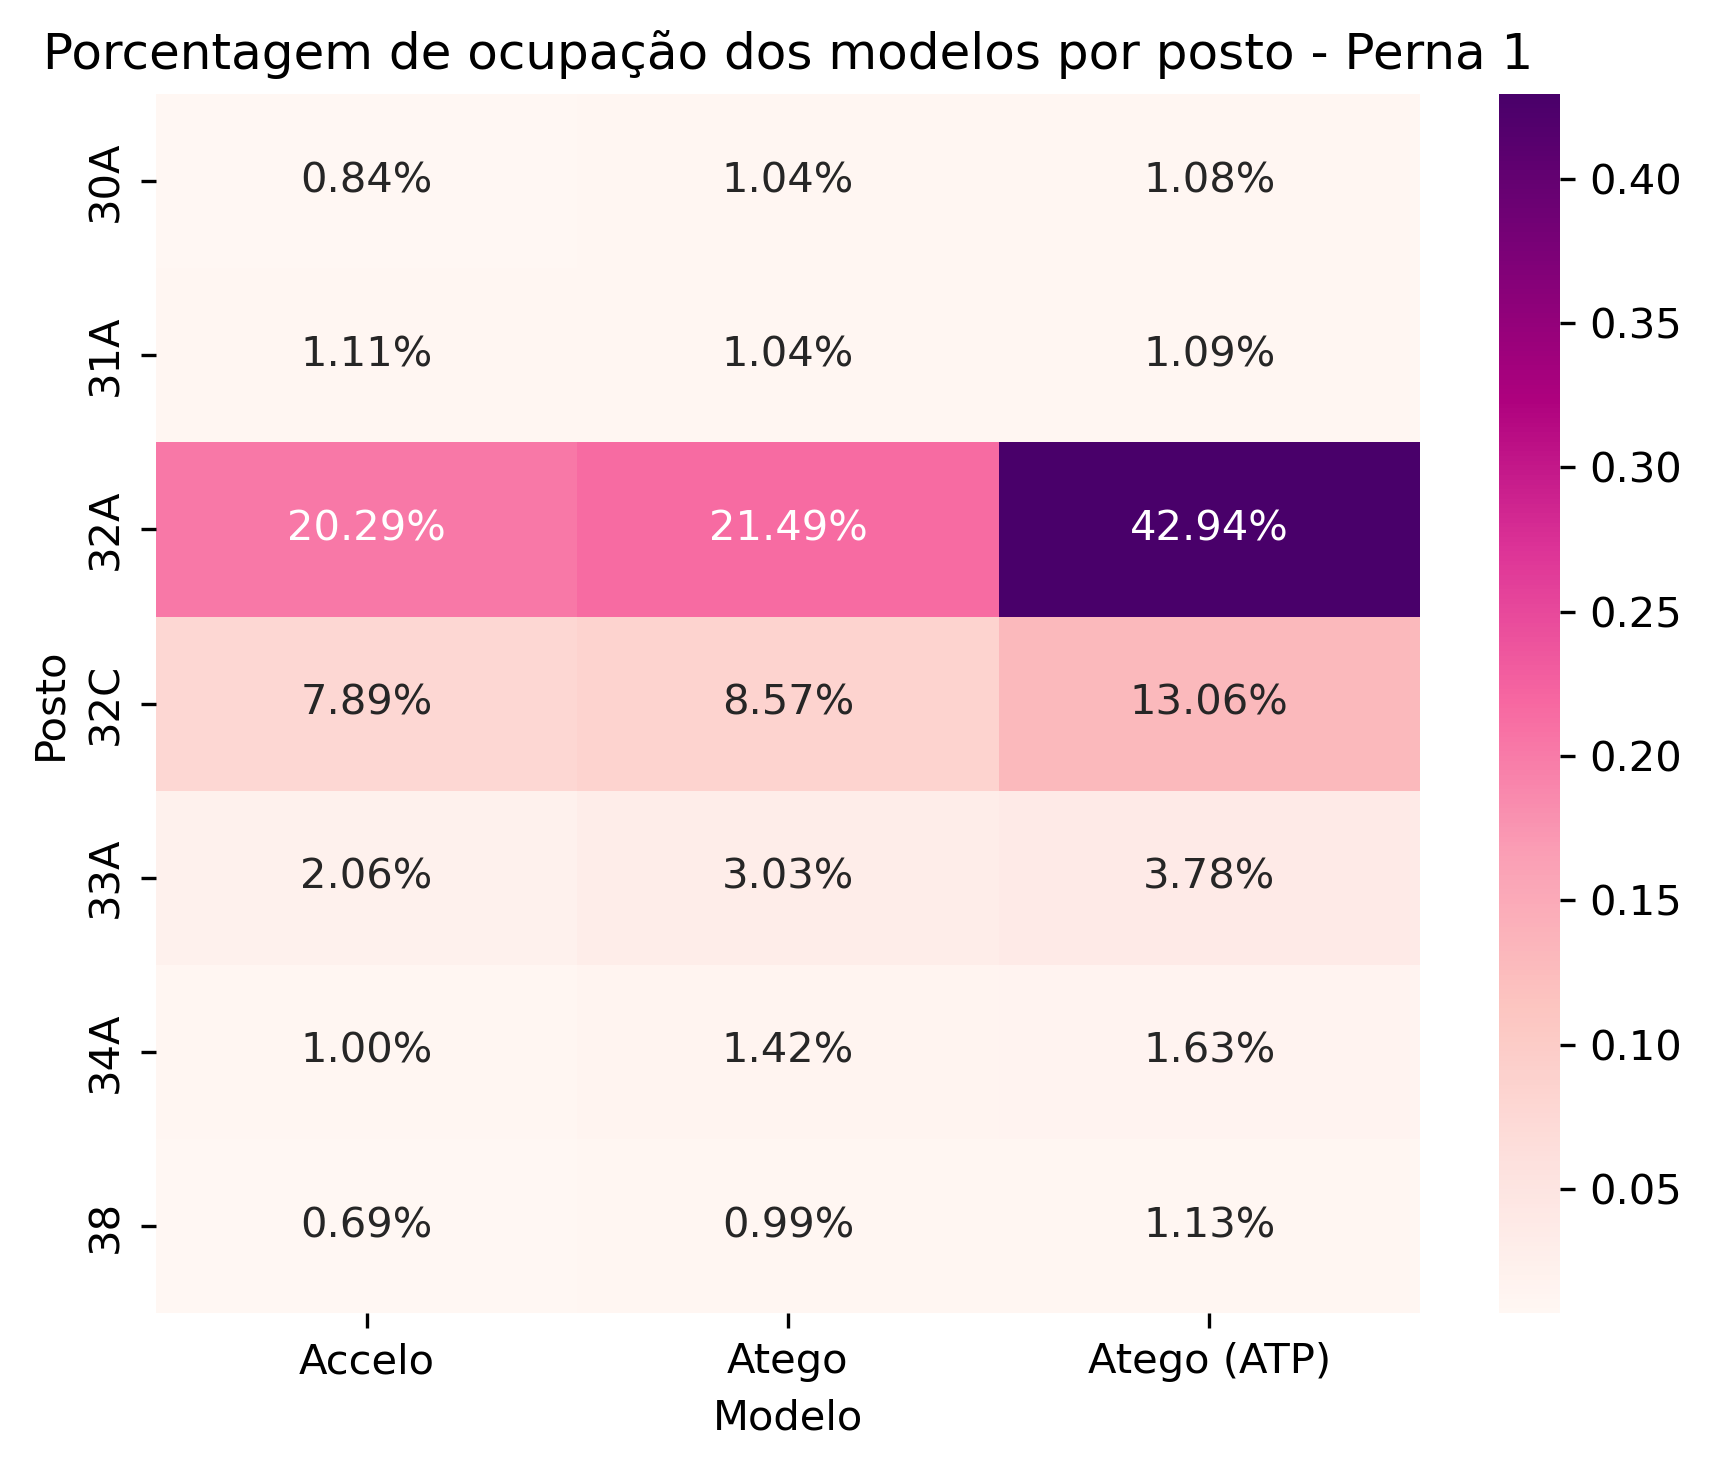 Porcentagem de ocupação dos modelos por posto - Perna 1
30A 0.84% 1.04% 1.08%
31A 1.11% 1.04% 1.09%
32A 20.29% 21.49% 42.94%
32C 7.89% 8.57% 13.06%
33A 2.06% 3.03% 3.78%
34A 1.00% 1.42% 1.63%
38 0.69% 0.99% 1.13%
Posto
Accelo Atego Atego (ATP)
Modelo
0.40
0.35
0.30
0.25
0.20
0.15
0.10
0.05